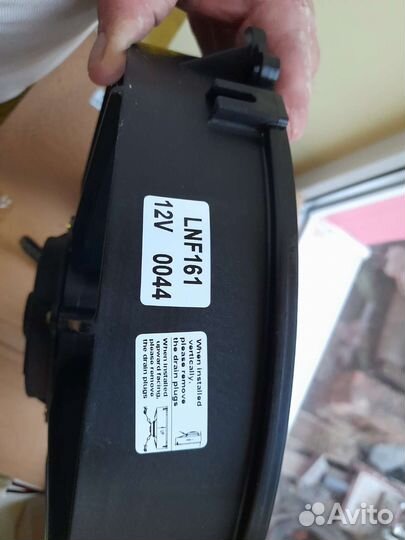 LNF161
12V 0044
When installed
vertically,
please remove
the drain plugs
When installed
upward facing,
please remove
the drain plugs
Avito